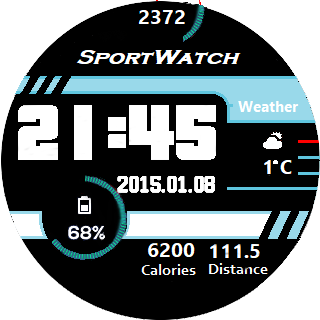 2372
SPORTWATCH
Weather
21:45
1°C
2015.01.08
68%
6200 111.5
Calories Distance